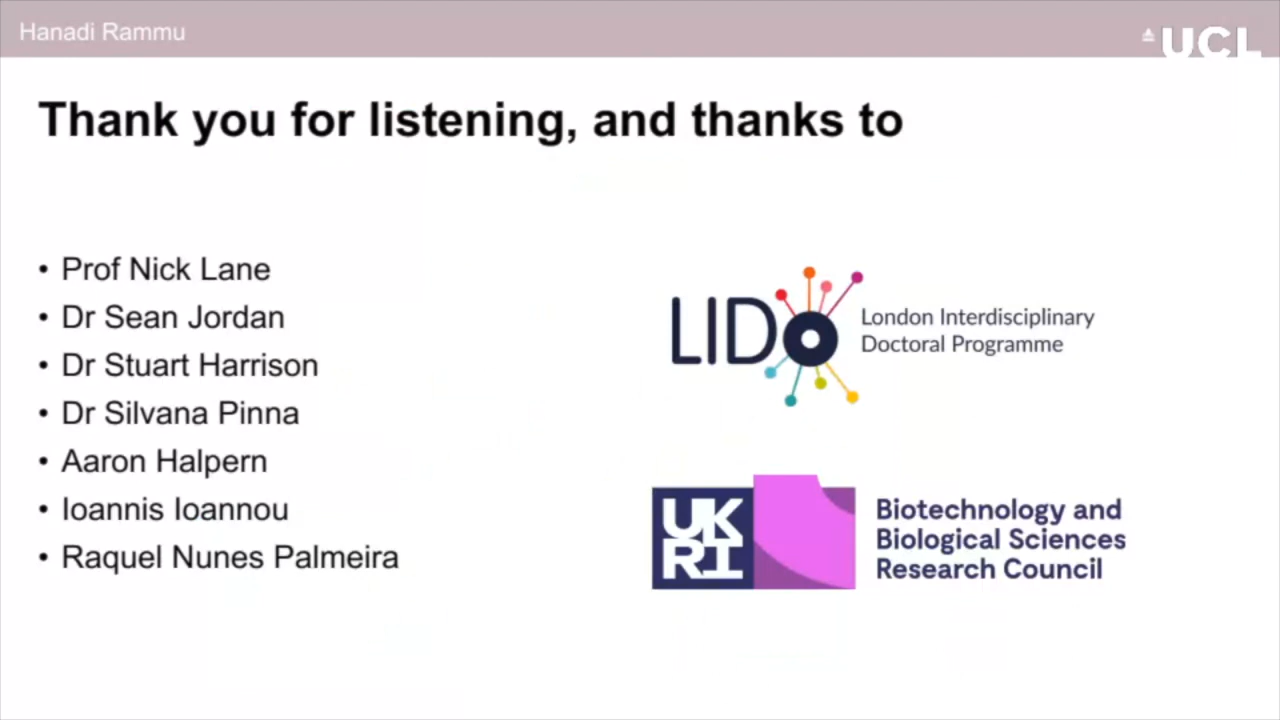 Hanadi Rammu
UCL
Thank you for listening, and thanks to
• Prof Nick Lane
• Dr Sean Jordan
• Dr Stuart Harrison
• Dr Silvana Pinna
• Aaron Halpern
• Ioannis Ioannou
• Raquel Nunes Palmeira
LIDO
London Interdisciplinary
Doctoral Programme
UK
RI
Biotechnology and
Biological Sciences
Research Council